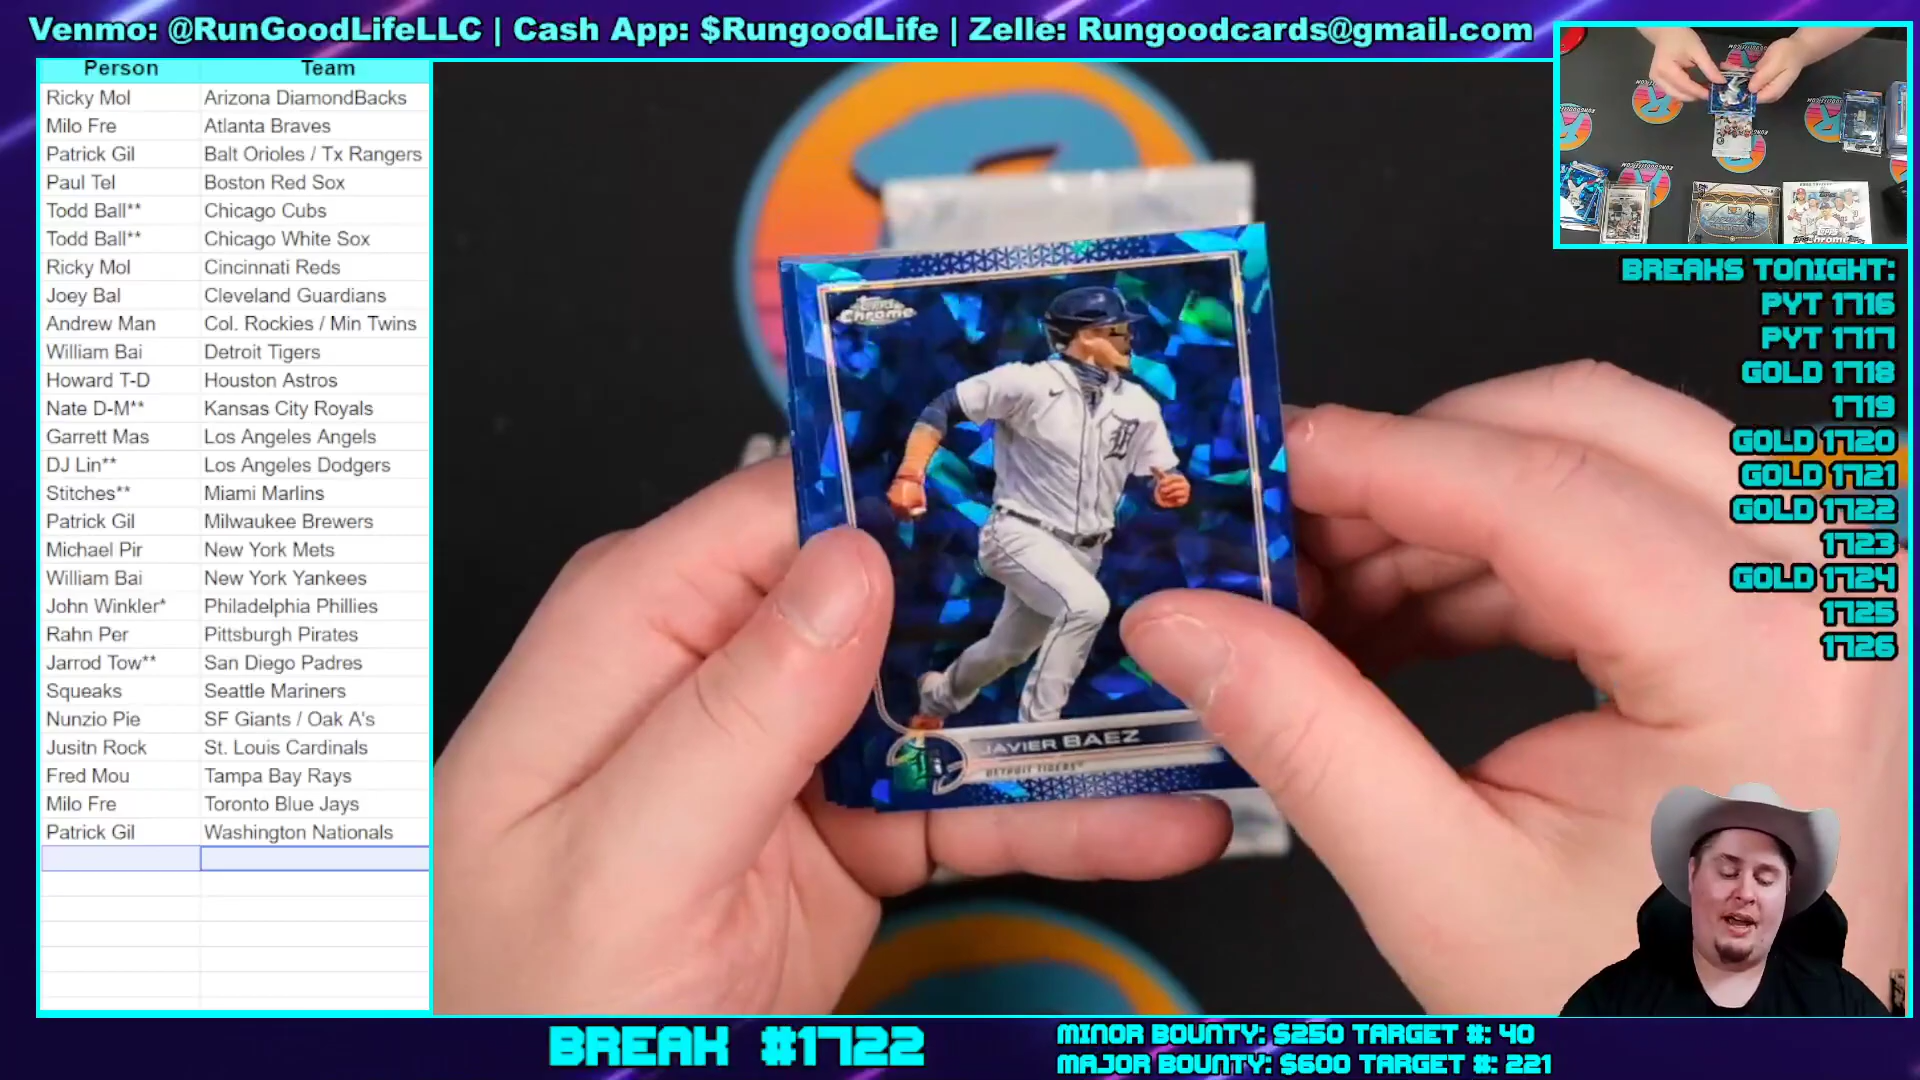 Venmo: @RunGoodLifeLLC | Cash App: $RungoodLife | Zelle: Rungoodcards@gmail.com
Person Team
Ricky Mol Arizona DiamondBacks
Milo Fre Atlanta Braves
Patrick Gil Balt Orioles / Tx Rangers
Paul Tel Boston Red Sox
Todd Ball** Chicago Cubs
Todd Ball** Chicago White Sox
Ricky Mol Cincinnati Reds
Joey Bal Cleveland Guardians
Andrew Man Col. Rockies / Min Twins
William Bai Detroit Tigers
Howard T-D Houston Astros
Nate D-M** Kansas City Royals
Garrett Mas Los Angeles Angels
DJ Lin** Los Angeles Dodgers
Stitches** Miami Marlins
Patrick Gil Milwaukee Brewers
Michael Pir New York Mets
William Bai New York Yankees
John Winkler* Philadelphia Phillies
Rahn Per Pittsburgh Pirates
Jarrod Tow** San Diego Padres
Squeaks Seattle Mariners
Nunzio Pie SF Giants / Oak A's
Jusitn Rock St. Louis Cardinals
Fred Mou Tampa Bay Rays
Milo Fre Toronto Blue Jays
Patrick Gil Washington Nationals
Topps
Chrome
D
JAVIER BAEZ
DETROIT TIGERS
Topps
Chrome
BREAKS TONIGHT:
PYT 1716
PYT 1717
GOLD 1718
1719
GOLD 1720
GOLD 1721
GOLD 1722
1723
GOLD 1724
1725
1726
BREAK #1722
MINOR BOUNTY: $250 TARGET #: 40
MAJOR BOUNTY: $600 TARGET #: 221